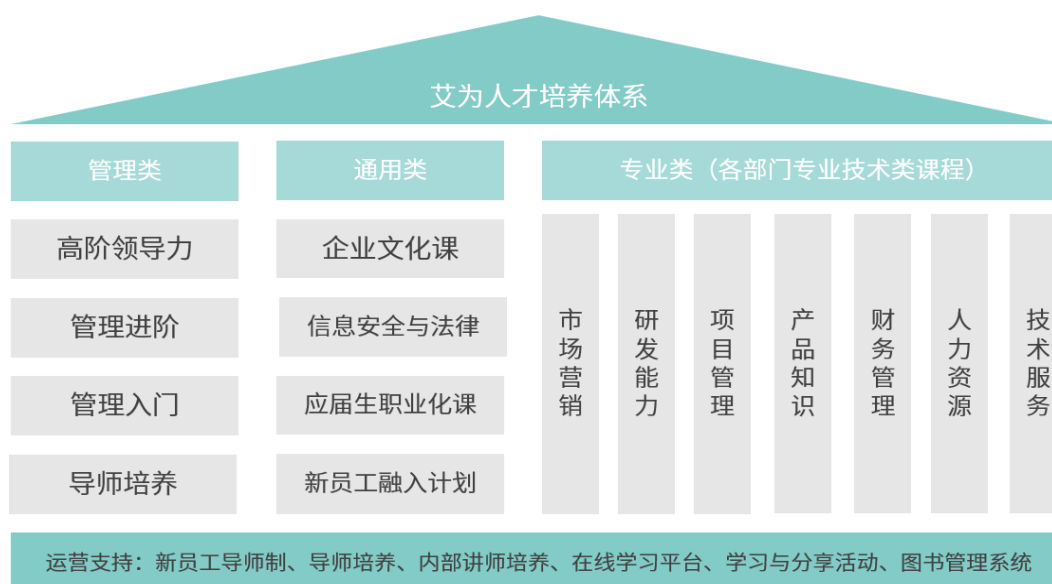 艾为人才培养体系
管理类
通用类
专业类（各部门专业技术类课程）
高阶领导力
管理进阶
管理入门
导师培养
企业文化课
信息安全与法律
应届生职业化课
新员工融入计划
市场营销
研发能力
项目管理
产品知识
财务管理
人力资源
技术服务
运营支持：新员工导师制、导师培养、内部讲师培养、在线学习平台、学习与分享活动、图书管理系统